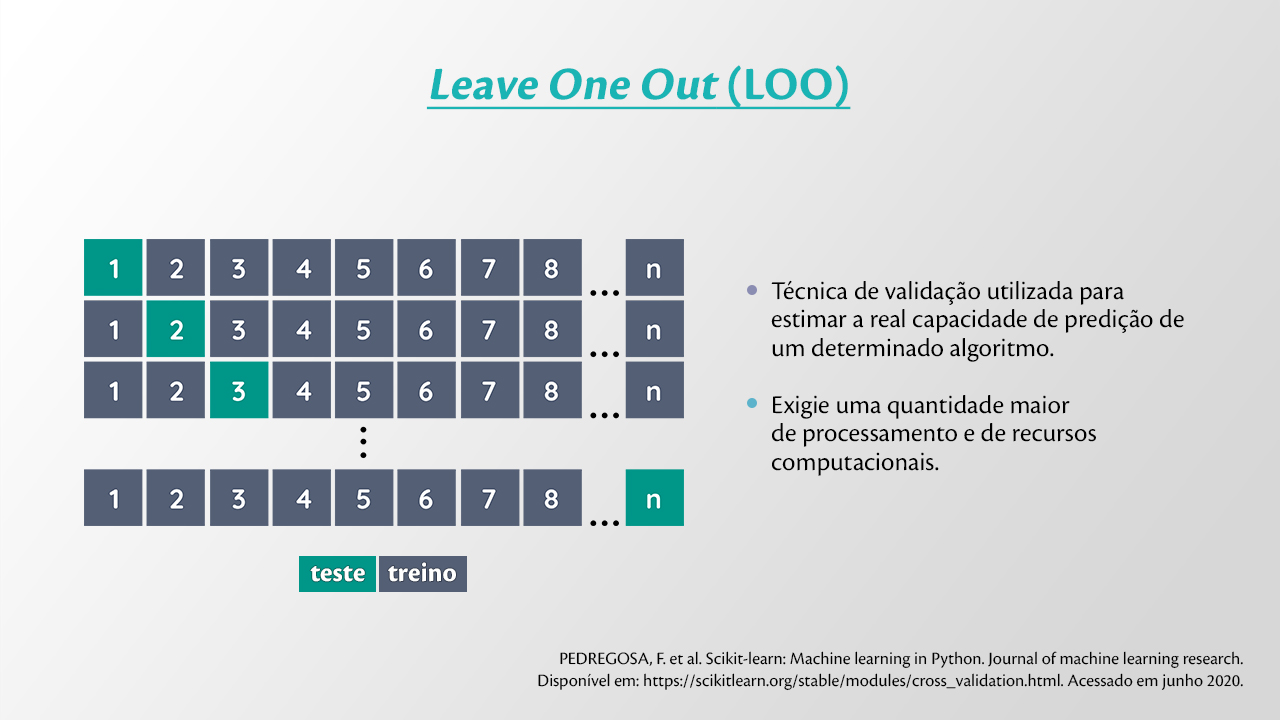 Leave One Out (LOO)
1 2 3 4 5 6 7 8 ... n
1 2 3 4 5 6 7 8 ... n
1 2 3 4 5 6 7 8 ... n
⋮
1 2 3 4 5 6 7 8 ... n
teste treino
• Técnica de validação utilizada para
estimar a real capacidade de predição de
um determinado algoritmo.
• Exigie uma quantidade maior
de processamento e de recursos
computacionais.
PEDREGOSA, F. et al. Scikit-learn: Machine learning in Python. Journal of machine learning research.
Disponível em: https://scikitlearn.org/stable/modules/cross_validation.html. Acessado em junho 2020.